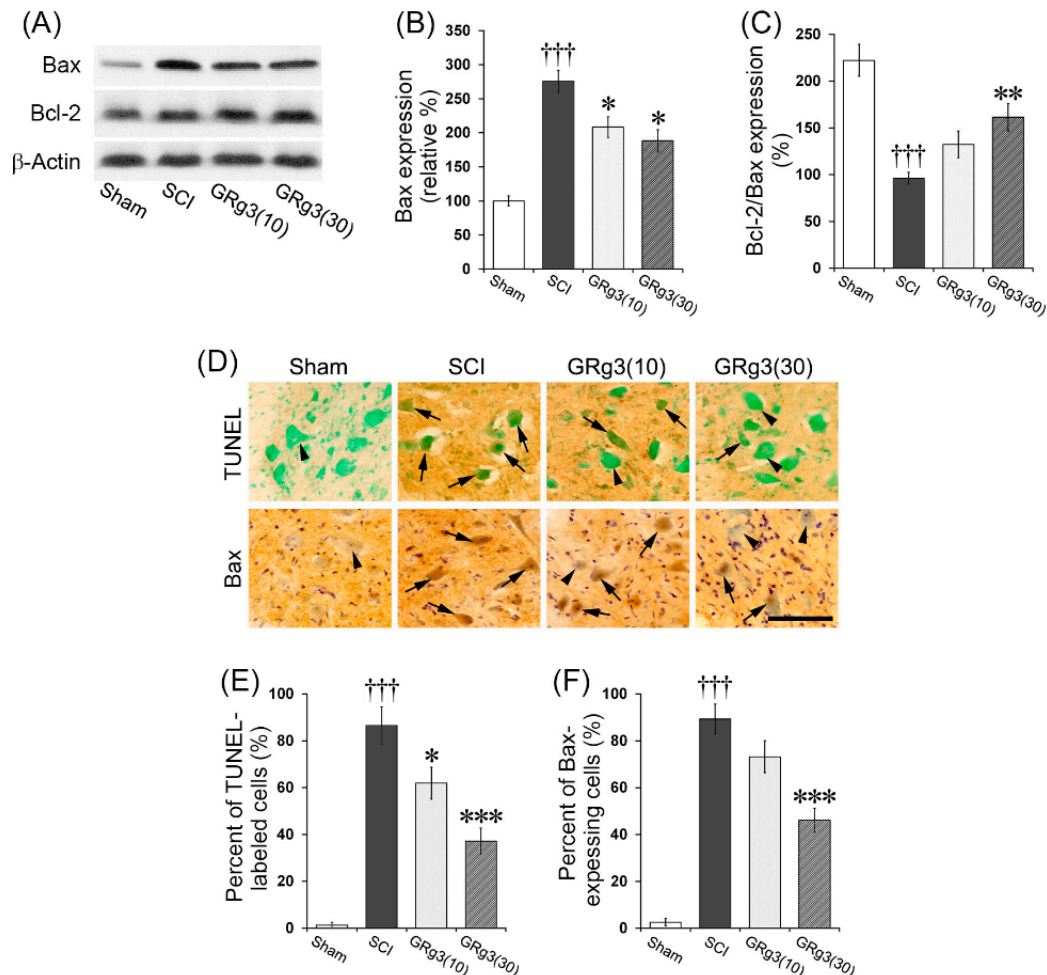 (A)
Bax
Bcl-2
β-Actin
Sham
SCI
GRg3(10)
GRg3(30)
(B)
Bax expression
(relative %)
400
350
300
250
200
150
100
50
0
†††
*
*
Sham
SCI
GRg3(10)
GRg3(30)
(C)
Bcl-2/Bax expression
(%)
250
200
150
100
50
0
†††
**
Sham
SCI
GRg3(10)
GRg3(30)
(D)
Sham
SCI
GRg3(10)
GRg3(30)
TUNEL
Bax
(E)
Percent of TUNEL-
labeled cells (%)
100
80
60
40
20
0
†††
*
***
Sham
SCI
GRg3(10)
GRg3(30)
(F)
Percent of Bax-
expessing cells (%)
100
80
60
40
20
0
†††
***
Sham
SCI
GRg3(10)
GRg3(30)